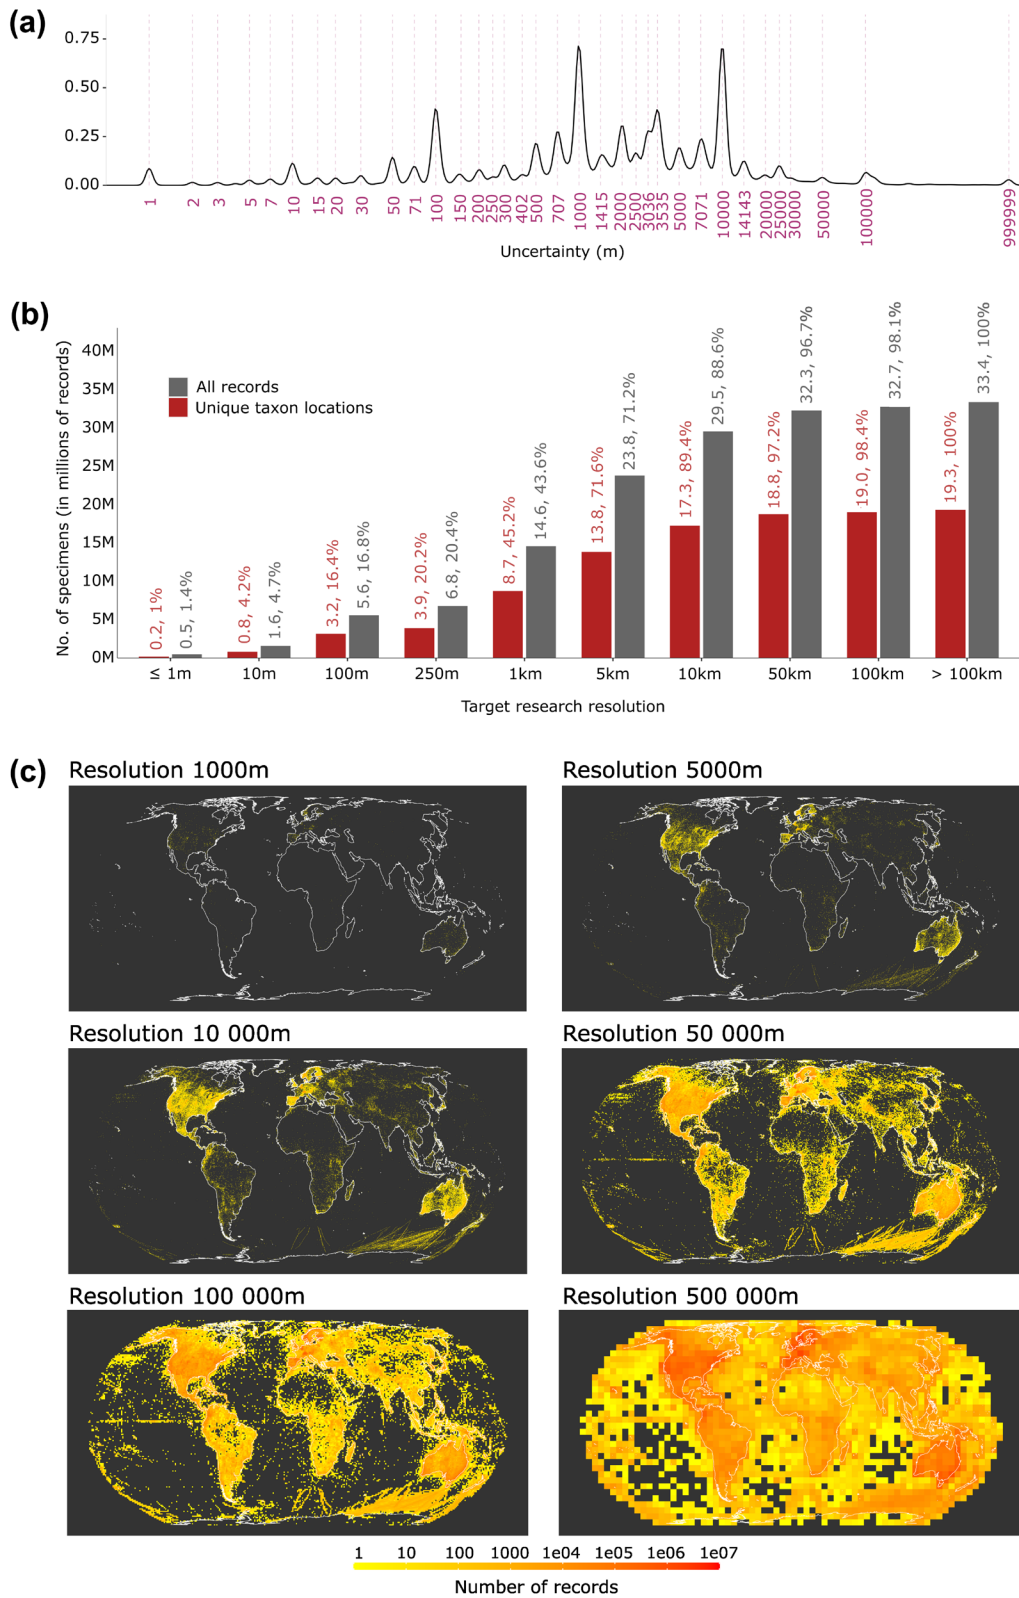 (a)
0.75
0.50
0.25
0.00
1 2 3 5 7 10 15 20 30 50 71 100 150 200 250 300 402 500 707 1000 1415 2000 2500 3036 3535 5000 7071 10000 14143 20000 25000 30000 50000 100000 999999
Uncertainty (m)
(b)
No. of specimens (in millions of records)
40M
35M
30M
25M
20M
15M
10M
5M
0M
All records
Unique taxon locations
0.2, 1%
0.5, 1.4%
0.8, 4.2%
1.6, 4.7%
3.2, 16.4%
5.6, 16.8%
3.9, 20.2%
6.8, 20.4%
8.7, 45.2%
14.6, 43.6%
13.8, 71.6%
23.8, 71.2%
17.3, 89.4%
29.5, 88.6%
18.8, 97.2%
32.3, 96.7%
19.0, 98.4%
32.7, 98.1%
19.3, 100%
33.4, 100%
≤ 1m 10m 100m 250m 1km 5km 10km 50km 100km > 100km
Target research resolution
(c)
Resolution 1000m
Resolution 5000m
Resolution 10 000m
Resolution 50 000m
Resolution 100 000m
Resolution 500 000m
1 10 100 1000 1e04 1e05 1e06 1e07
Number of records